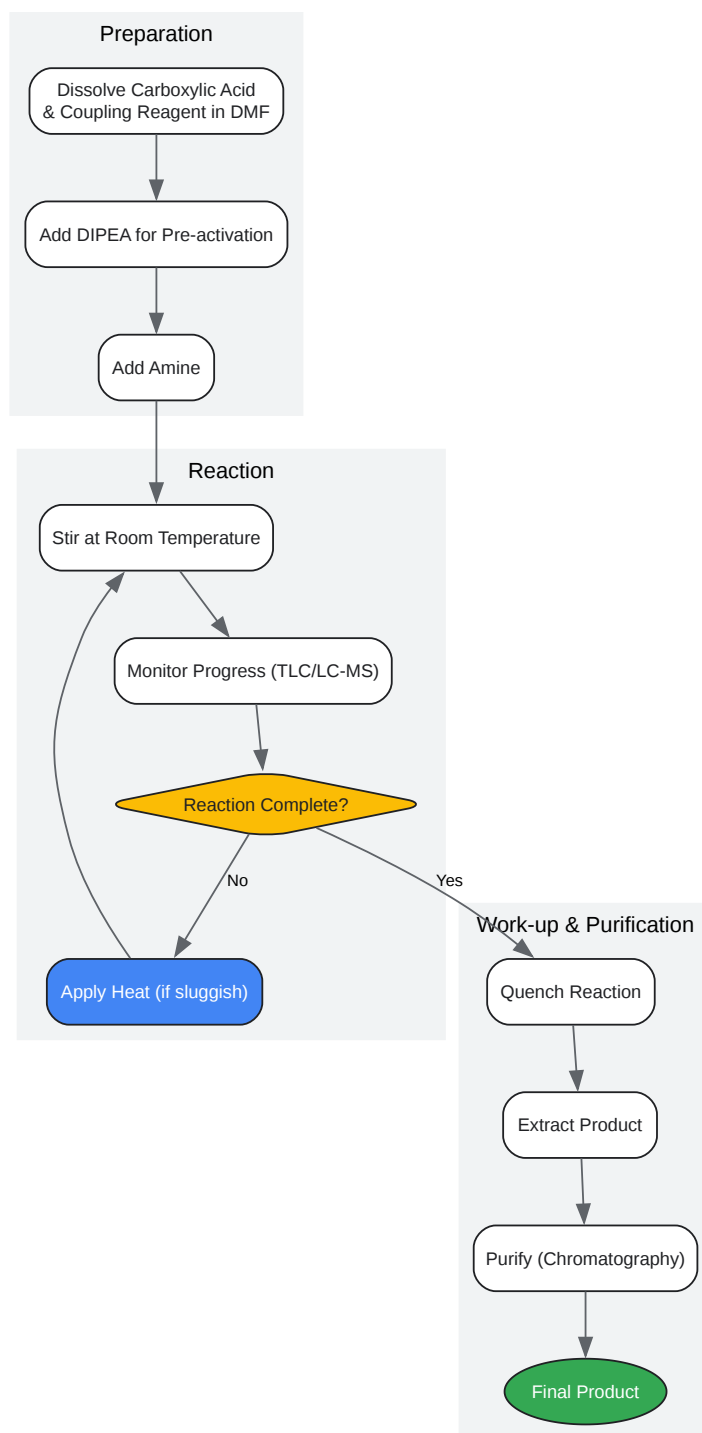 Preparation
Dissolve Carboxylic Acid
& Coupling Reagent in DMF
Add DIPEA for Pre-activation
Add Amine
Reaction
Stir at Room Temperature
Monitor Progress (TLC/LC-MS)
Reaction Complete?
No
Yes
Apply Heat (if sluggish)
Work-up & Purification
Quench Reaction
Extract Product
Purify (Chromatography)
Final Product